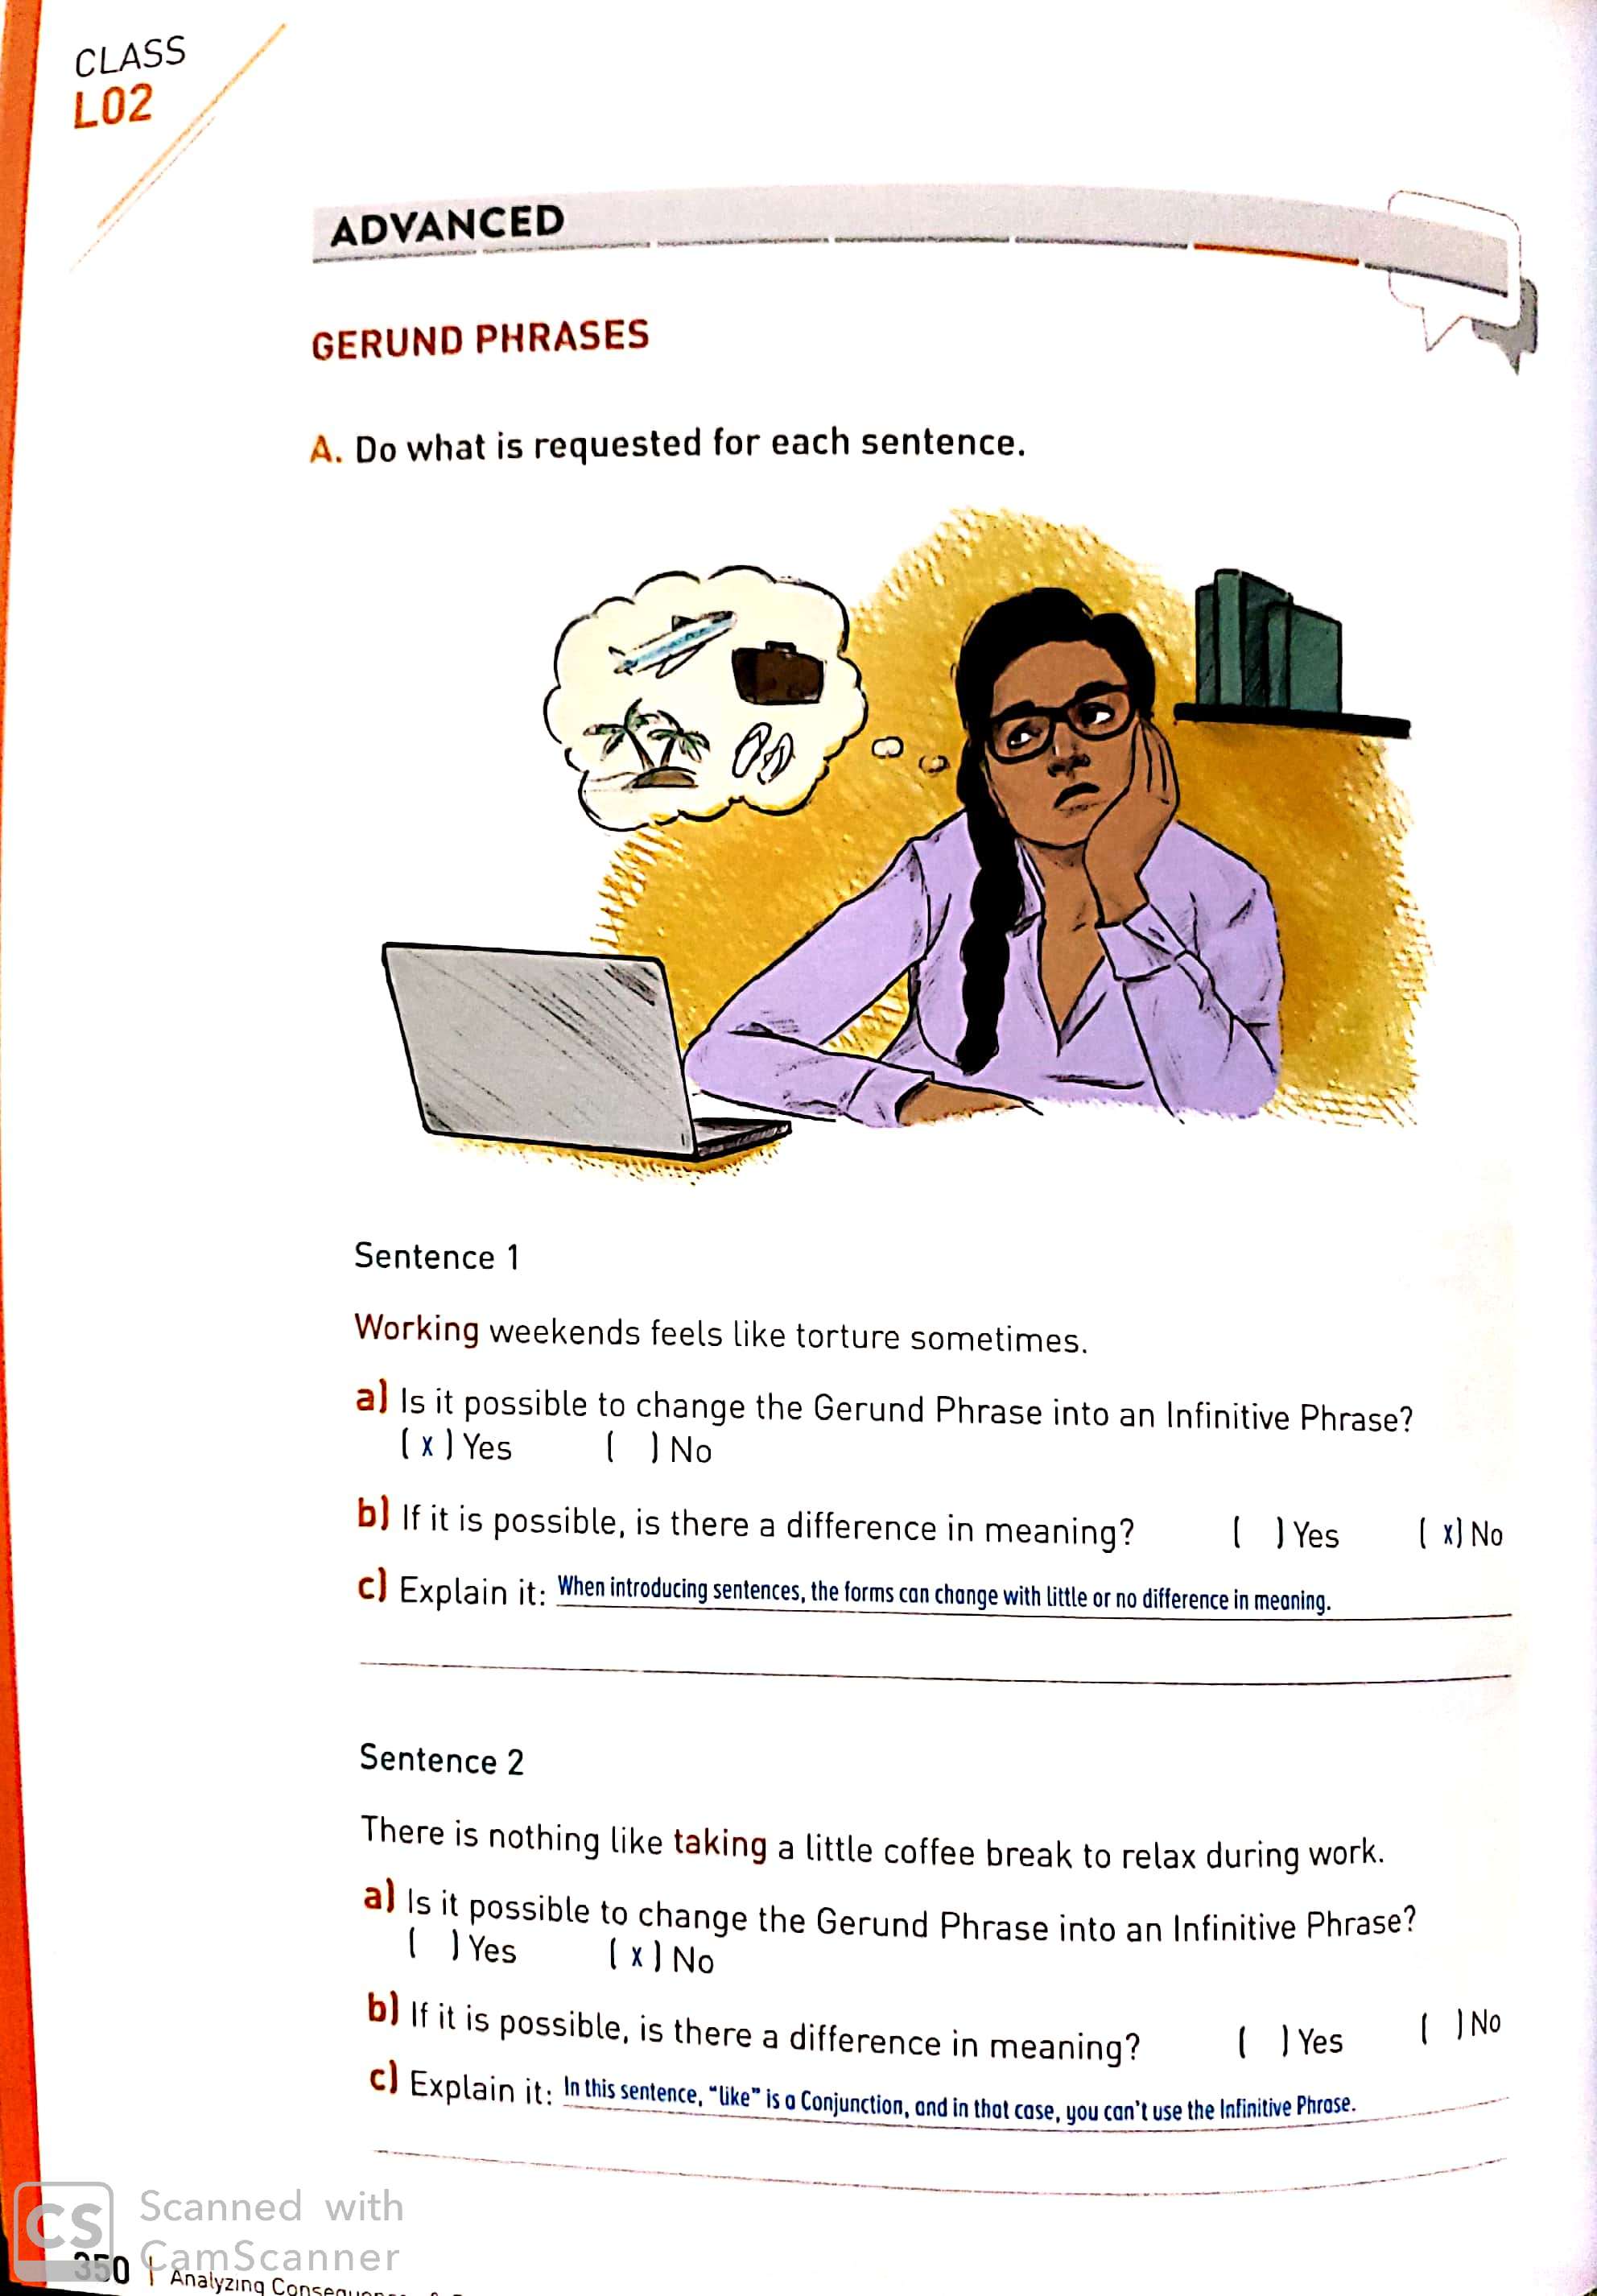 CLASS
L02
ADVANCED
GERUND PHRASES
A. Do what is requested for each sentence.
Sentence 1
Working weekends feels like torture sometimes.
a) Is it possible to change the Gerund Phrase into an Infinitive Phrase?
( x ) Yes ( ) No
b) If it is possible, is there a difference in meaning? ( ) Yes ( x) No
c) Explain it: When introducing sentences, the forms can change with little or no difference in meaning.
Sentence 2
There is nothing like taking a little coffee break to relax during work.
a) Is it possible to change the Gerund Phrase into an Infinitive Phrase?
( ) Yes ( x ) No
b) If it is possible, is there a difference in meaning? ( ) Yes ( ) No
c) Explain it: In this sentence, “like” is a Conjunction, and in that case, you can’t use the Infinitive Phrase.
CS Scanned with
CamScanner
350 | Analyzing